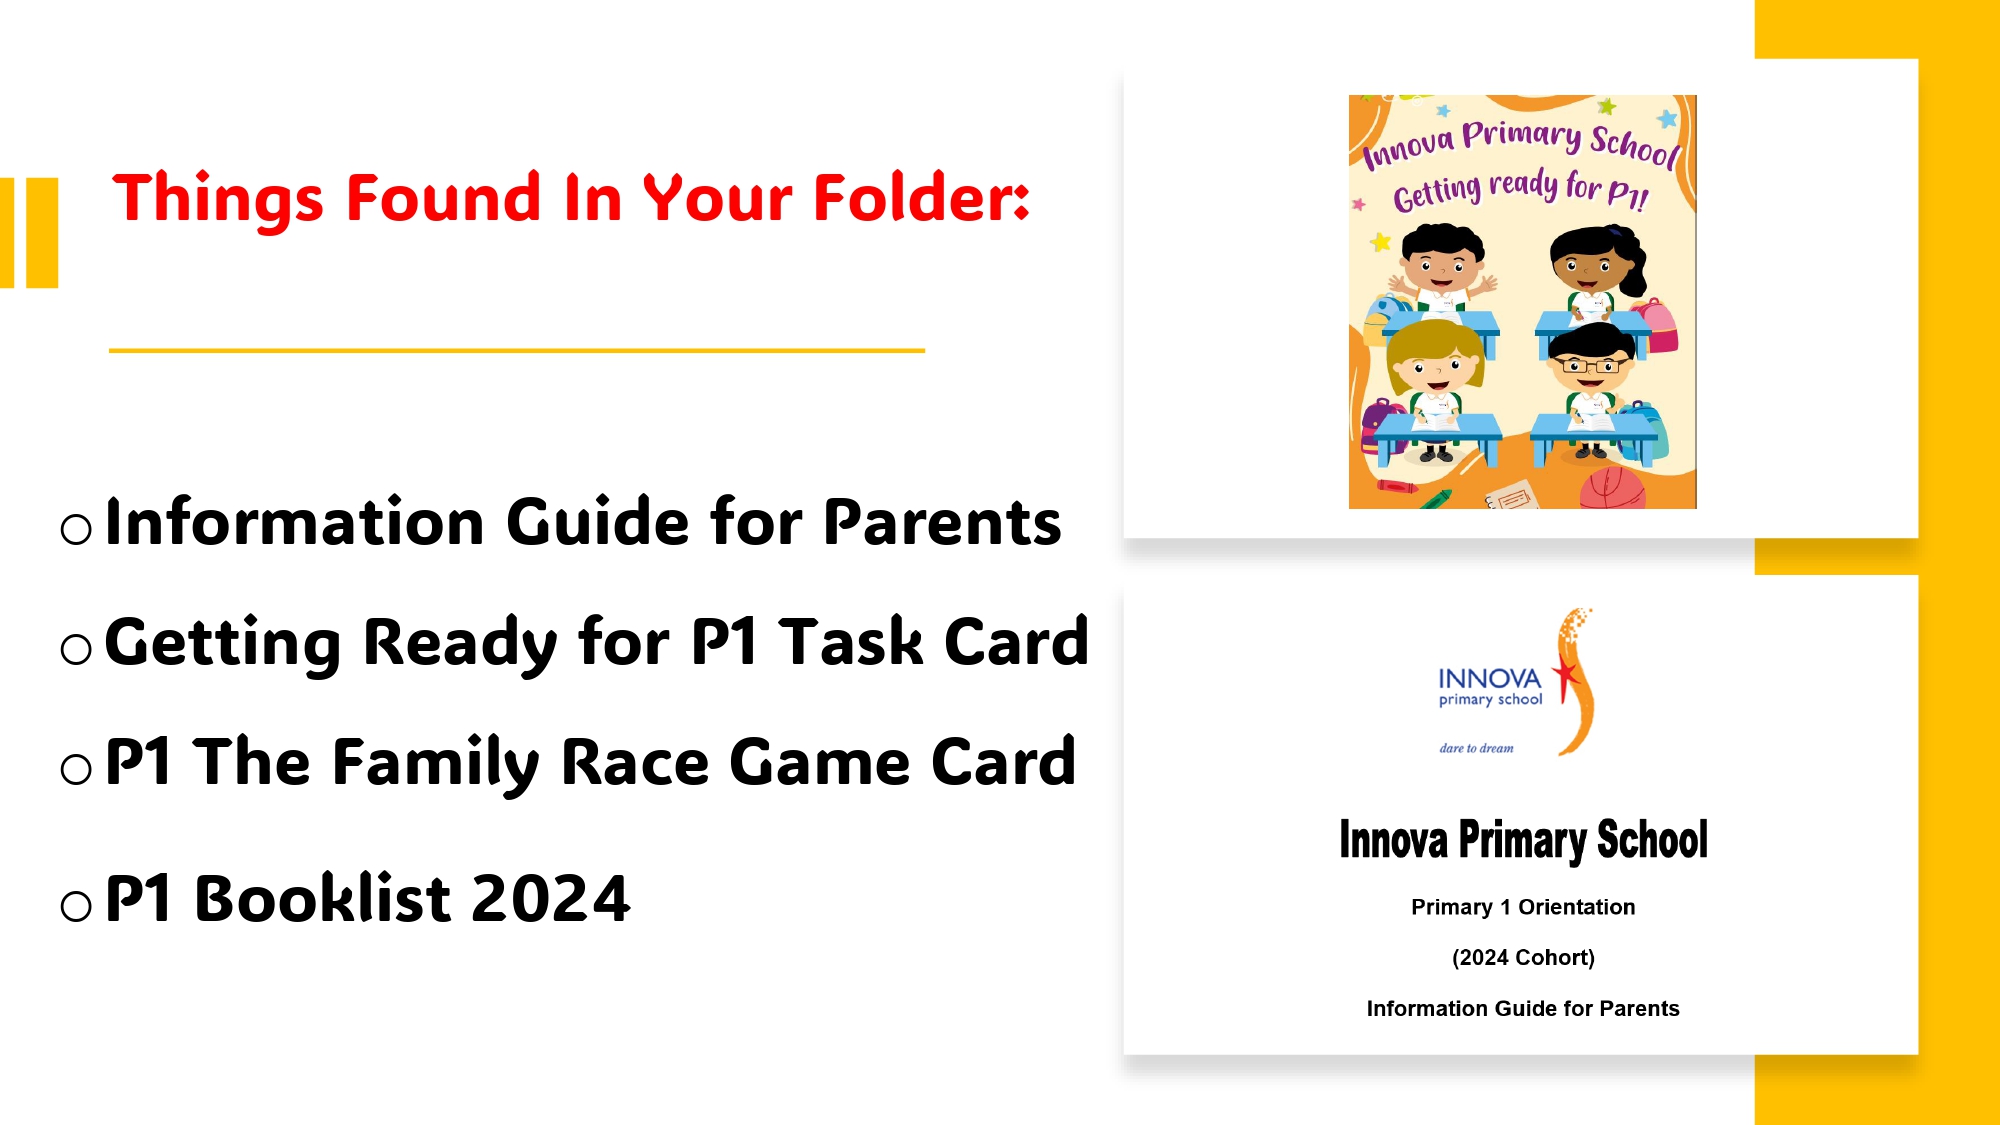 Things Found In Your Folder:
Information Guide for Parents
Getting Ready for P1 Task Card
P1 The Family Race Game Card
P1 Booklist 2024
Innova Primary School
Getting ready for P1!
INNOVA
primary school
dare to dream
Innova Primary School
Primary 1 Orientation
(2024 Cohort)
Information Guide for Parents